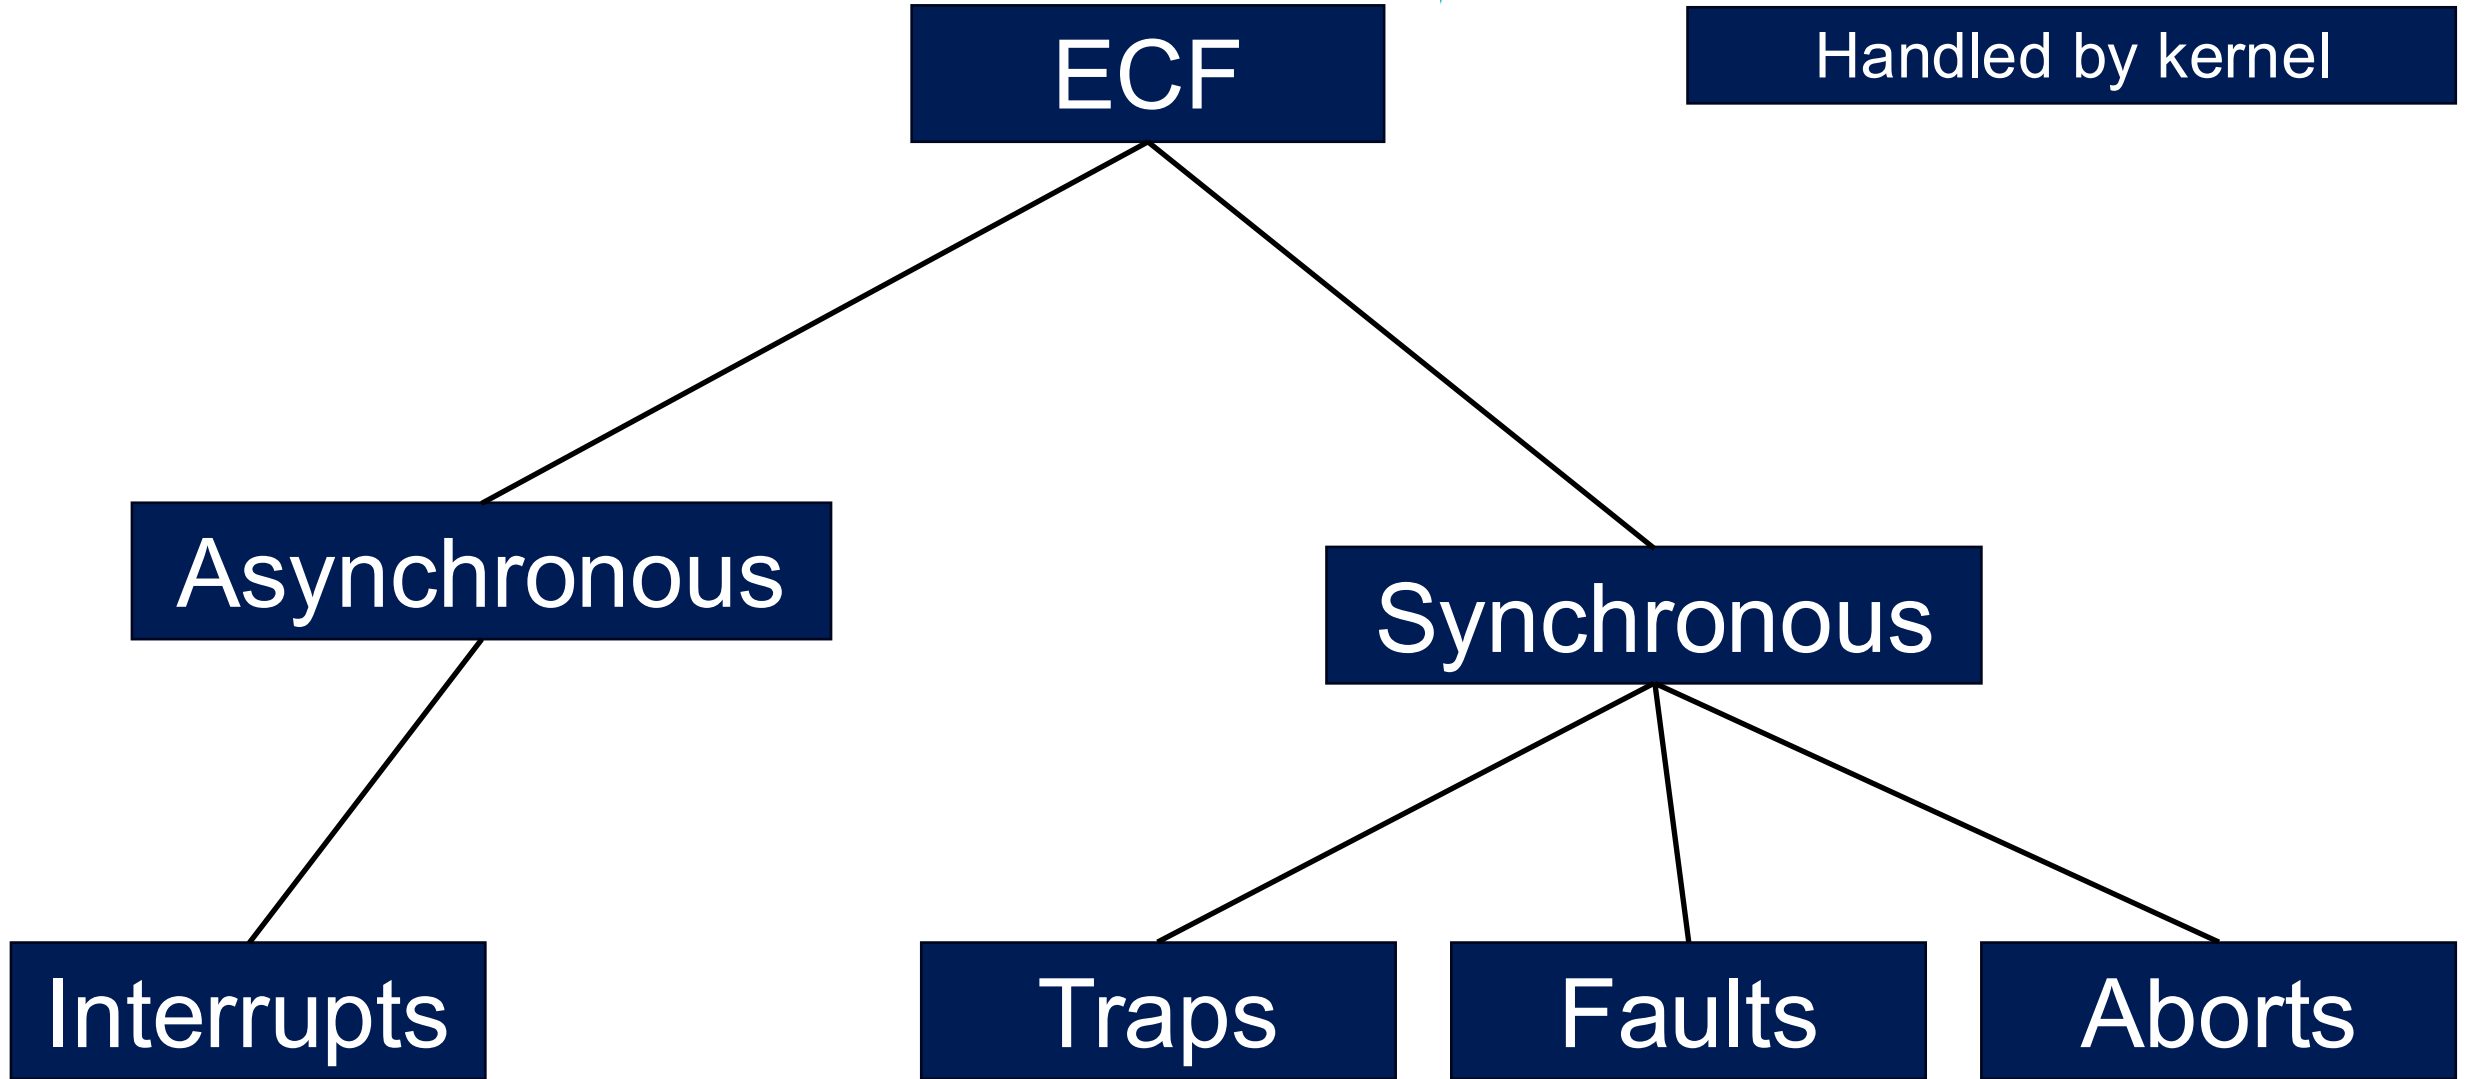 ECF
Handled by kernel
Asynchronous
Synchronous
Interrupts
Traps
Faults
Aborts